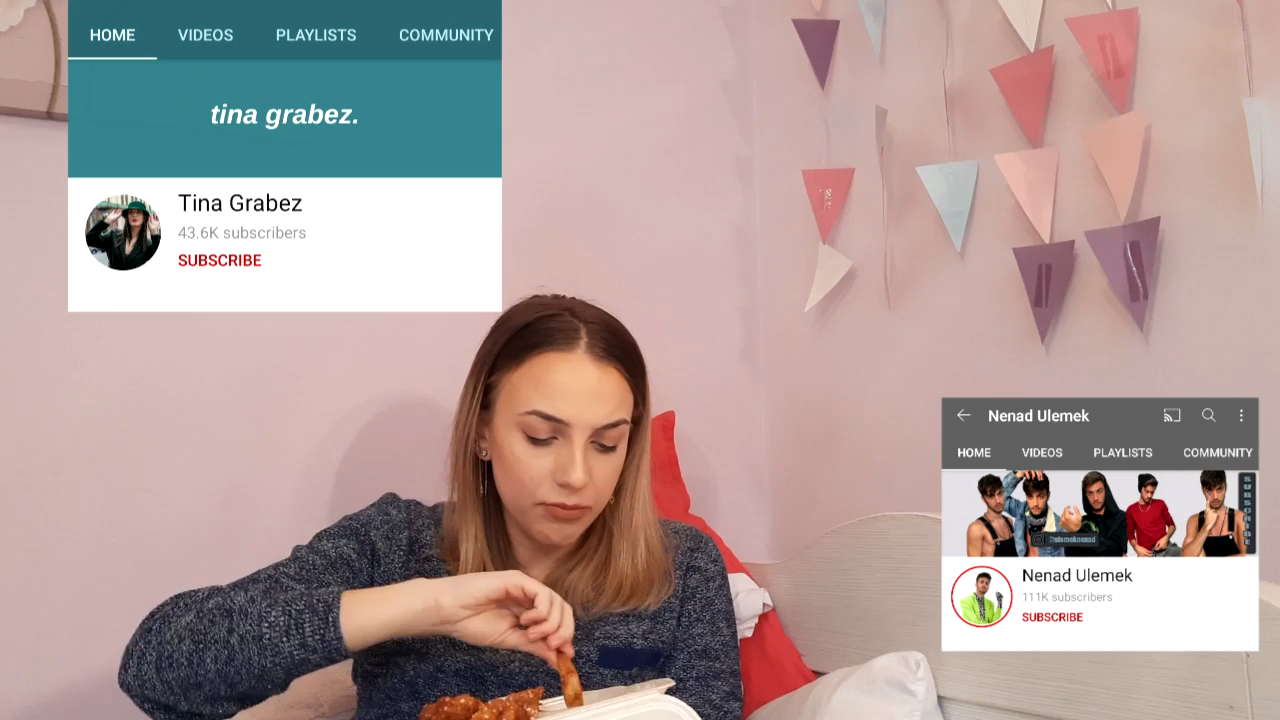 HOME VIDEOS PLAYLISTS COMMUNITY
tina grabez.
Tina Grabez
43.6K subscribers
SUBSCRIBE
Nenad Ulemek
HOME VIDEOS PLAYLISTS COMMUNITY
SUBSCRIBE
Nenad Ulemek
111K subscribers
SUBSCRIBE